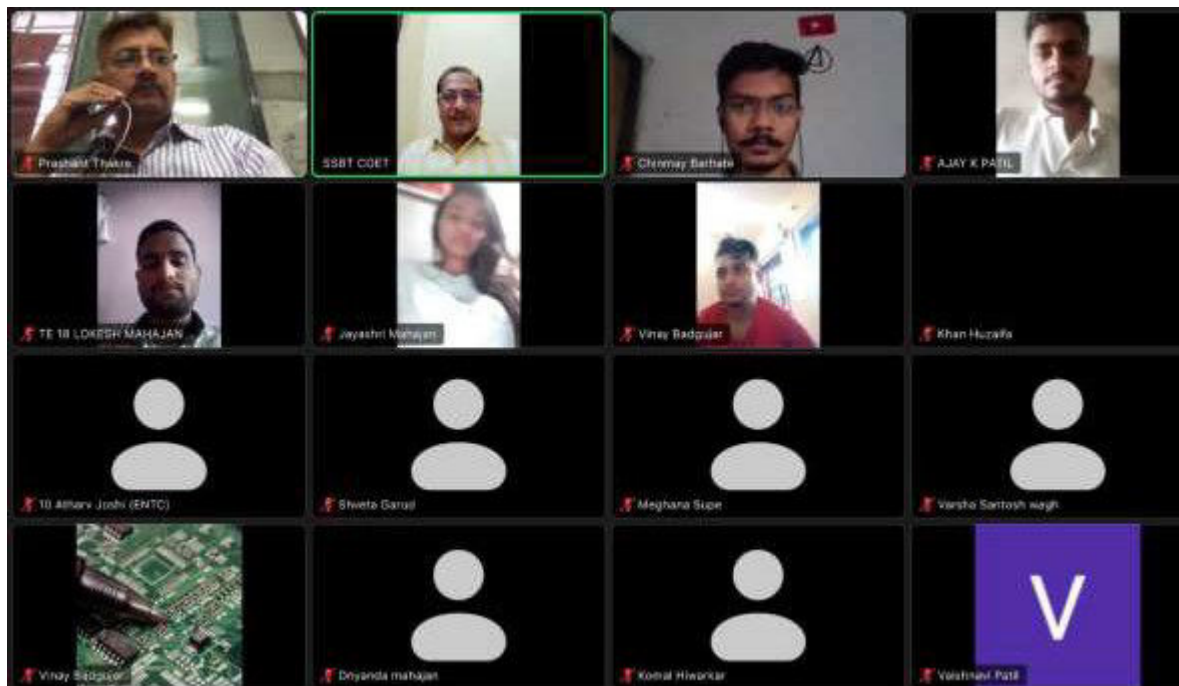 Prashant Thakre
SSBT COET
Chinmay Barhate
AJAY K PATIL
TE 18 LOKESH MAHAJAN
Jayashri Mahajan
Vinay Badgujar
Khan Huzaifa
10 Atharv Joshi (ENTC)
Shweta Garud
Meghana Supe
Varsha Santosh wagh
Vinay Badgujar
Dnyanda mahajan
Komal Hiwarkar
V
Vaishnavi Patil